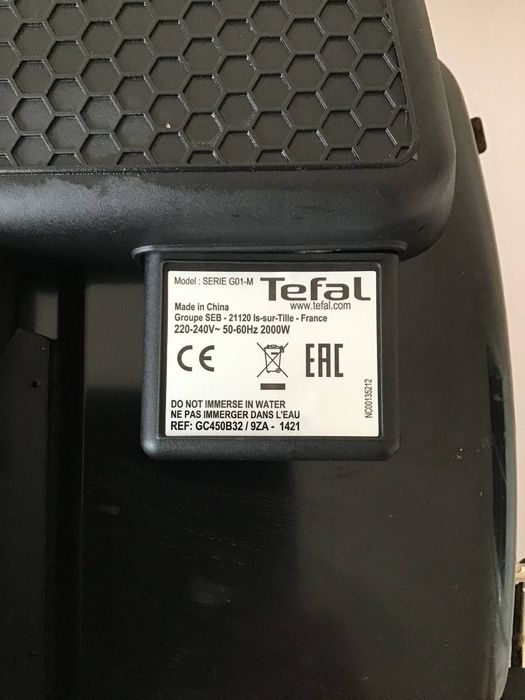 Model : SERIE G01-M
Tefal
www.tefal.com
Made in China
Groupe SEB - 21120 Is-sur-Tille - France
220-240V~ 50-60Hz 2000W
CE
EAC
DO NOT IMMERSE IN WATER
NE PAS IMMERGER DANS L'EAU
REF: GC450B32 / 9ZA - 1421
NC00135212